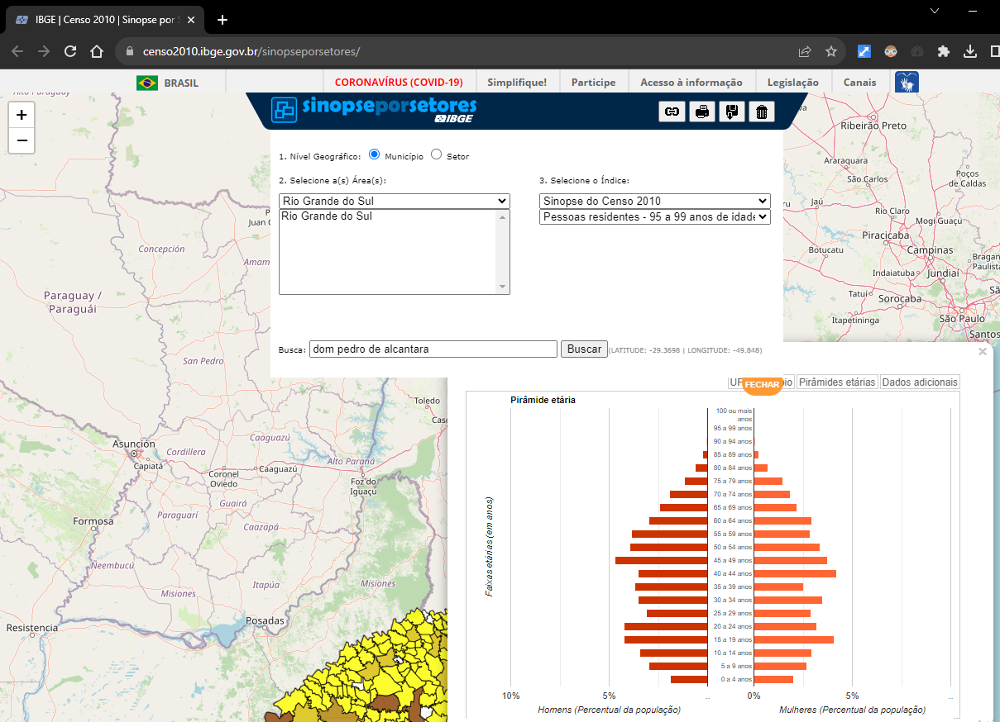 IBGE | Censo 2010 | Sinopse por S
censo2010.ibge.gov.br/sinopseporsetores/
BRASIL
CORONAVÍRUS (COVID-19)
Simplifique!
Participe
Acesso à informação
Legislação
Canais
Alto Paraguay
+
−
sinopseporsetores
IBGE
1. Nível Geográfico: Município Setor
2. Selecione a(s) Área(s):
3. Selecione o Índice:
Rio Grande do Sul
Sinopse do Censo 2010
Rio Grande do Sul
Pessoas residentes - 95 a 99 anos de idade
Busca: dom pedro de alcantara Buscar (LATITUDE: -29.3698 | LONGITUDE: -49.848)
Ribeirão Preto
Araraquara
São Carlos
Poços
de Caldas
Jaú
Rio Claro
Mogi Guaçu
Piracicaba
Botucatu
Campinas
Bragan
Paulista
Indaiatuba
Jundiaí
Tatuí
Sorocaba
Itapetininga
São Paulo
Santos
Juan C
Concepción
Amam
Paraguay /
Paraguái
San Pedro
Toledo
Casc
Caaguazú
Asunción
Cordillera
Capiatá
Coronel
Oviedo
Caaguazú
Alto Paraná
Foz do
Iguaçu
Guairá
Paraguarí
Caazapá
Formosa
Ñeembucú
Itapúa
Misiones
Misiones
Posadas
Resistencia
×
UF
FECHAR
io
Pirâmides etárias
Dados adicionais
Pirâmide etária
Faixas etárias (em anos)
100 ou mais
anos
95 a 99 anos
90 a 94 anos
85 a 89 anos
80 a 84 anos
75 a 79 anos
70 a 74 anos
65 a 69 anos
60 a 64 anos
55 a 59 anos
50 a 54 anos
45 a 49 anos
40 a 44 anos
35 a 39 anos
30 a 34 anos
25 a 29 anos
20 a 24 anos
15 a 19 anos
10 a 14 anos
5 a 9 anos
0 a 4 anos
10% 5% .. 0% 5% ..
Homens (Percentual da população)
Mulheres (Percentual da população)